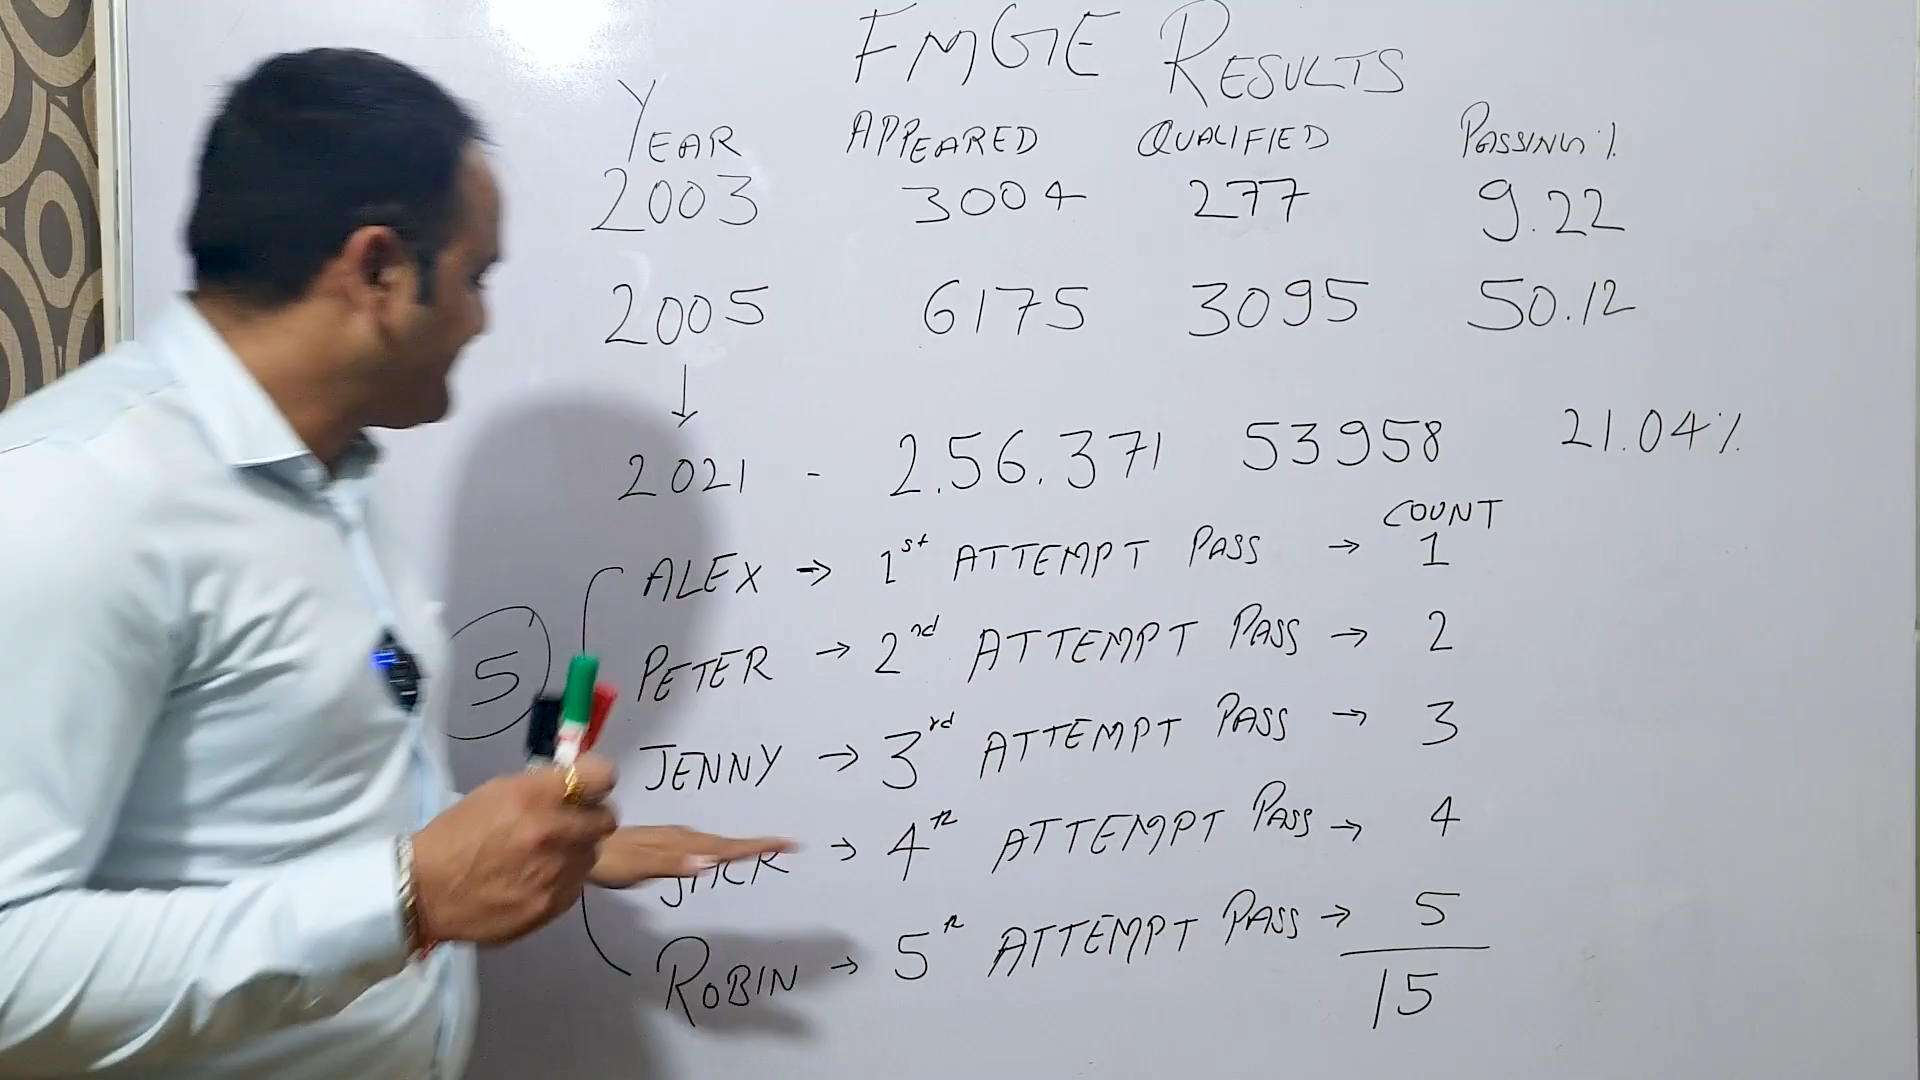 FMGE RESULTS
YEAR APPEARED QUALIFIED PASSING %
2003 3004 277 9.22
2005 6175 3095 50.12
↓
2021 - 2.56.371 53958 21.04%
COUNT
ALEX → 1st ATTEMPT PASS → 1
PETER → 2nd ATTEMPT PASS → 2
5
JENNY → 3rd ATTEMPT PASS → 3
→ 4th ATTEMPT PASS → 4
ROBIN → 5th ATTEMPT PASS → 5
15